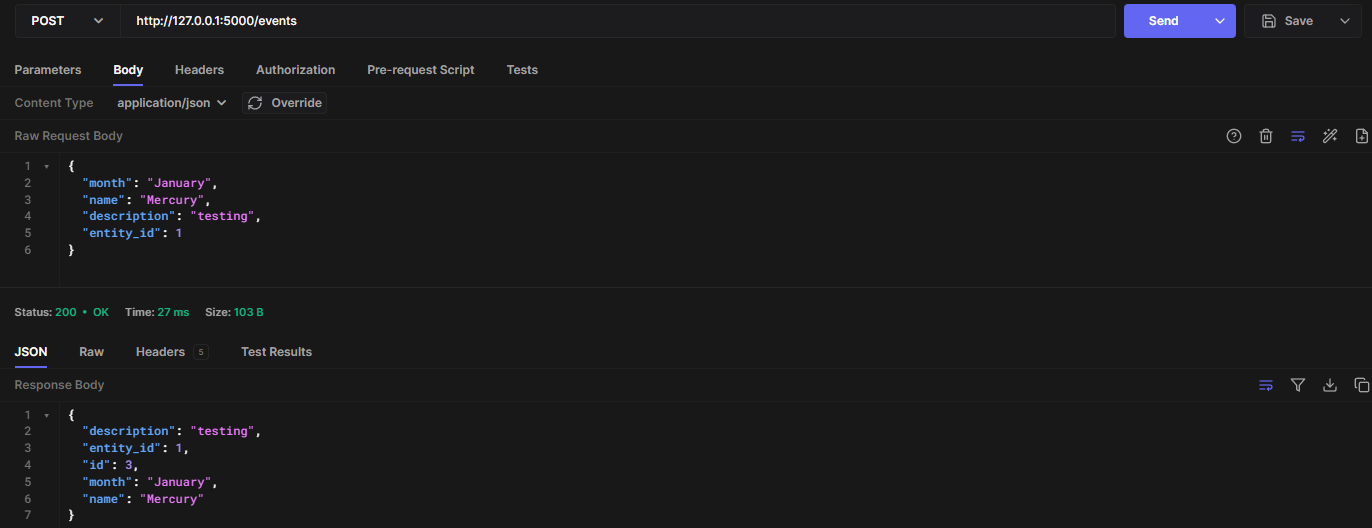 POST http://127.0.0.1:5000/events Send Save
Parameters Body Headers Authorization Pre-request Script Tests
Content Type application/json Override
Raw Request Body
1 {
2 "month": "January",
3 "name": "Mercury",
4 "description": "testing",
5 "entity_id": 1
6 }
Status: 200 • OK Time: 27 ms Size: 103 B
JSON Raw Headers 5 Test Results
Response Body
1 {
2 "description": "testing",
3 "entity_id": 1,
4 "id": 3,
5 "month": "January",
6 "name": "Mercury"
7 }